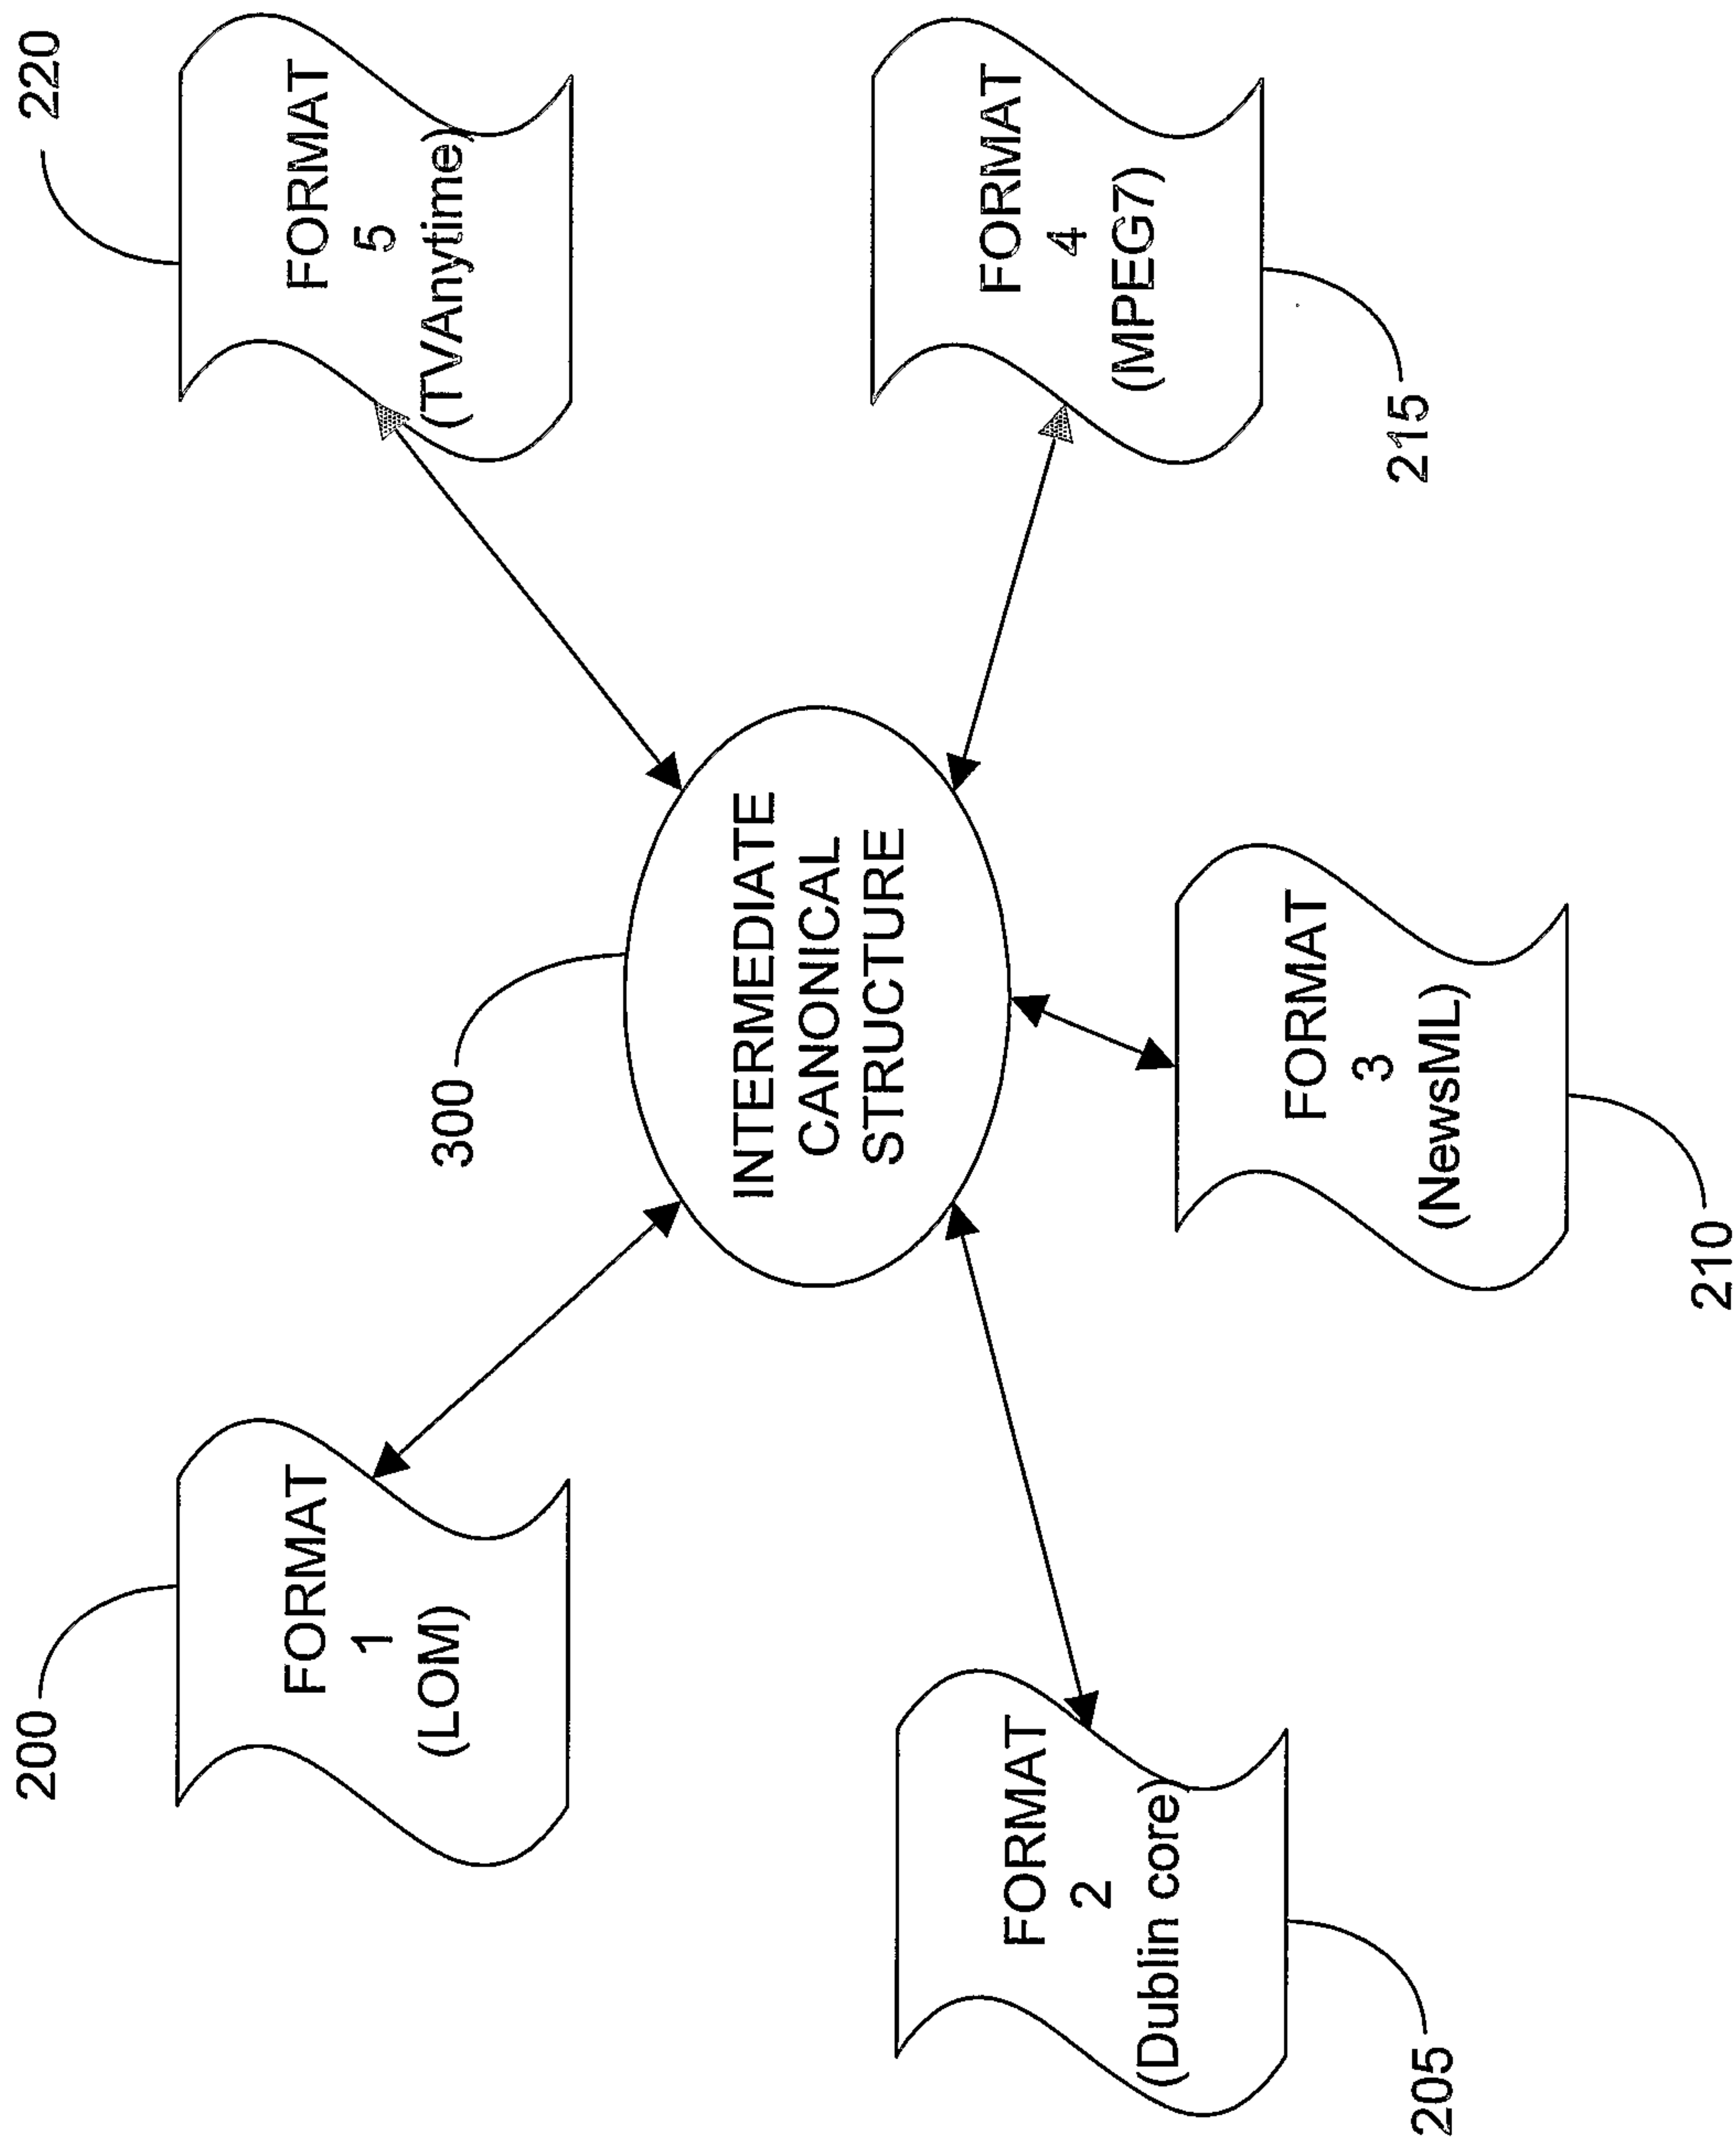 200
FORMAT
1
(LOM)
220
FORMAT
5
(TVAnytime)
300
INTERMEDIATE
CANONICAL
STRUCTURE
FORMAT
2
(Dublin core)
205
FORMAT
3
(NewsML)
210
FORMAT
4
(MPEG7)
215